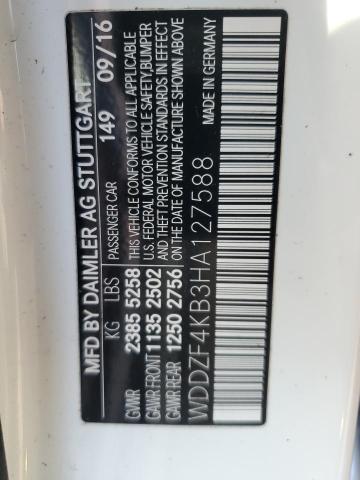 MFD BY DAIMLER AG STUTTGART
KG LBS PASSENGER CAR 149 09/16
GVWR 2385 5258 THIS VEHICLE CONFORMS TO ALL APPLICABLE
GAWR FRONT 1135 2502 U.S. FEDERAL MOTOR VEHICLE SAFETY,BUMPER
GAWR REAR 1250 2756 AND THEFT PREVENTION STANDARDS IN EFFECT
ON THE DATE OF MANUFACTURE SHOWN ABOVE
WDDZF4KB3HA127588 MADE IN GERMANY